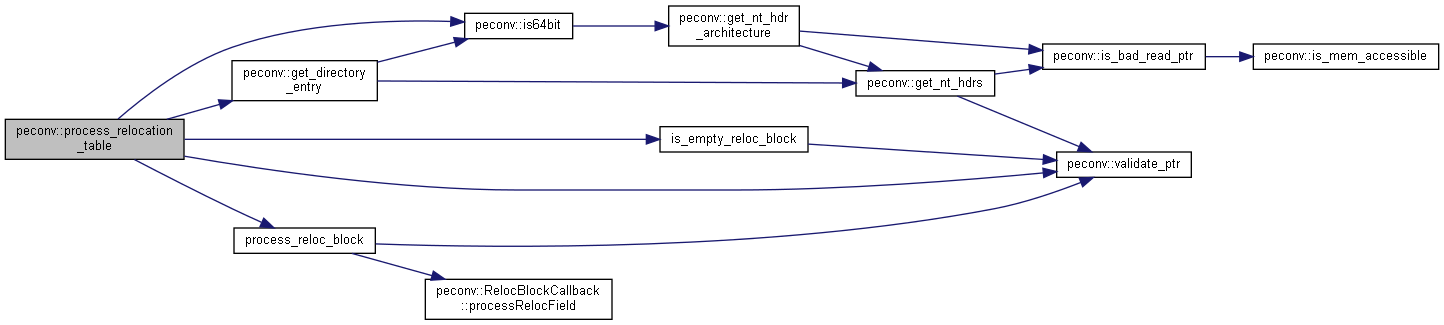 peconv::process_relocation
_table
peconv::is64bit
peconv::get_directory
_entry
peconv::get_nt_hdr
_architecture
peconv::get_nt_hdrs
peconv::is_bad_read_ptr
peconv::is_mem_accessible
is_empty_reloc_block
peconv::validate_ptr
process_reloc_block
peconv::RelocBlockCallback
::processRelocField